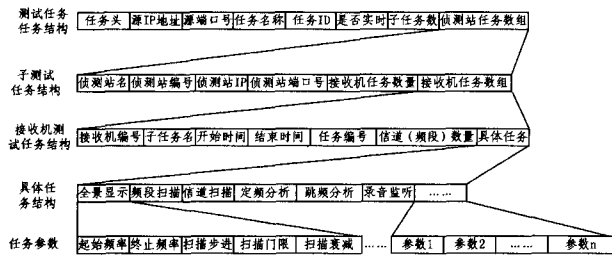 测试任务
任务结构
任务头 源IP地址 源端口号 任务名称 任务ID 是否实时 子任务数 侦测站任务数组
子测试
任务结构
侦测站名 侦测站编号 侦测站IP 侦测站端口号 接收机任务数量 接收机任务数组
接收机测
试任务结构
接收机编号 子任务名 开始时间 结束时间 任务编号 信道（频段）数量 具体任务
具体任
务结构
全景显示 频段扫描 信道扫描 定频分析 跳频分析 录音监听 ……
任务参数
起始频率 终止频率 扫描步进 扫描门限 扫描衰减 …… 参数1 参数2 …… 参数n